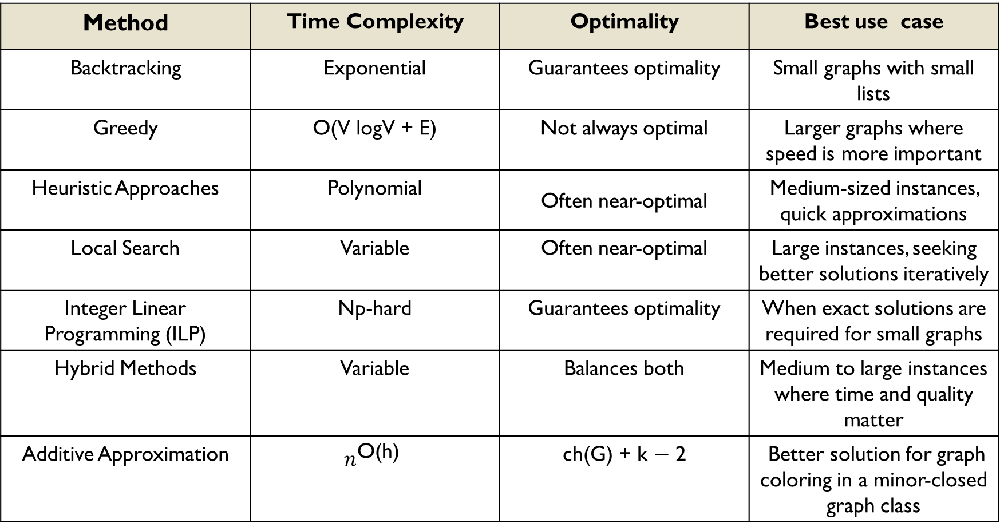 Method Time Complexity Optimality Best use case
Backtracking Exponential Guarantees optimality Small graphs with small
lists
Greedy O(V logV + E) Not always optimal Larger graphs where
speed is more important
Heuristic Approaches Polynomial Often near-optimal Medium-sized instances,
quick approximations
Local Search Variable Often near-optimal Large instances, seeking
better solutions iteratively
Integer Linear Np-hard Guarantees optimality When exact solutions are
Programming (ILP) required for small graphs
Hybrid Methods Variable Balances both Medium to large instances
where time and quality
matter
Additive Approximation n^O(h) ch(G) + k − 2 Better solution for graph
coloring in a minor-closed
graph class